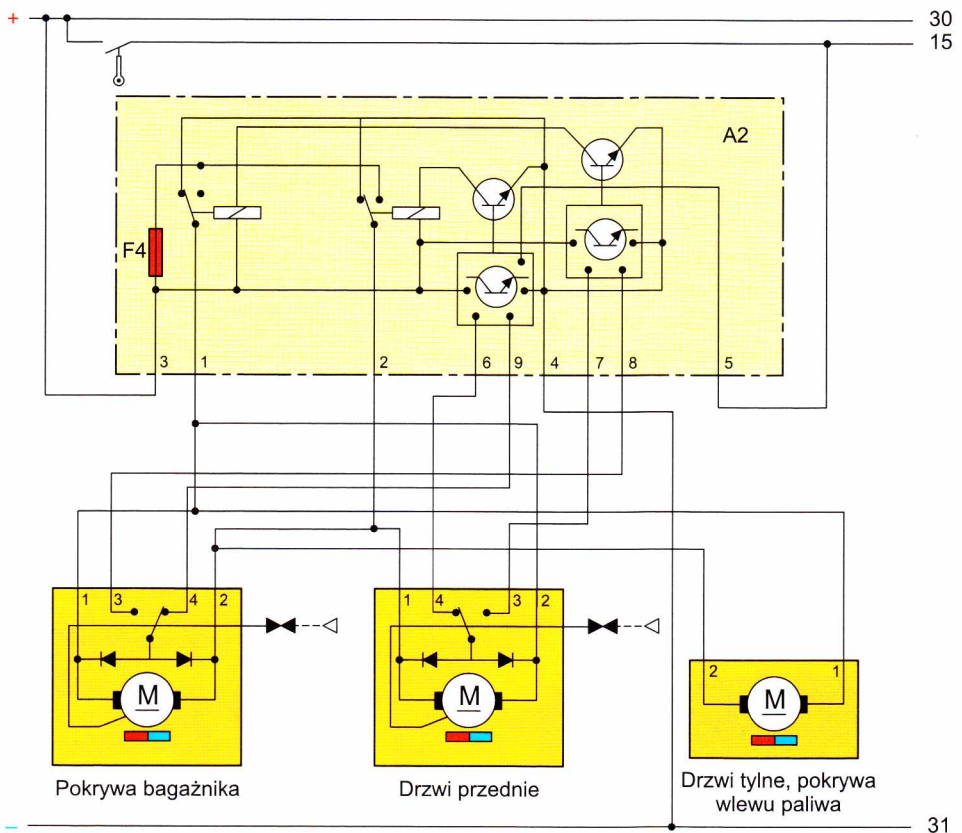 +
30
15
A2
F4
3 1 2 6 9 4 7 8 5
1 3 4 2
1 4 3 2
2 1
M
M
M
Pokrywa bagażnika
Drzwi przednie
Drzwi tylne, pokrywa
wlewu paliwa
–
31